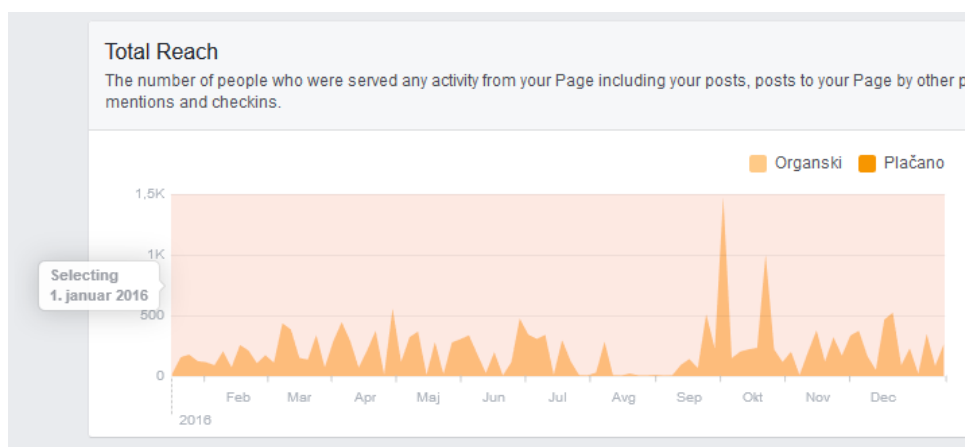 Total Reach
The number of people who were served any activity from your Page including your posts, posts to your Page by other
mentions and checkins.
Organski Plačano
1,5K
1K
Selecting
1. januar 2016
500
0
Feb Mar Apr Maj Jun Jul Avg Sep Okt Nov Dec
2016